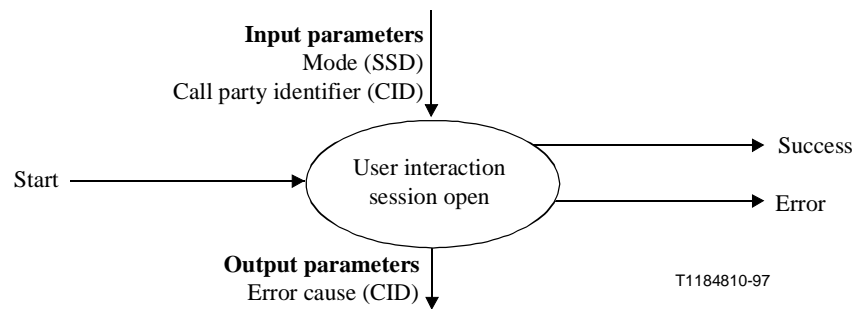 Input parameters
Mode (SSD)
Call party identifier (CID)
Start
User interaction
session open
Success
Error
Output parameters
Error cause (CID)
T1184810-97